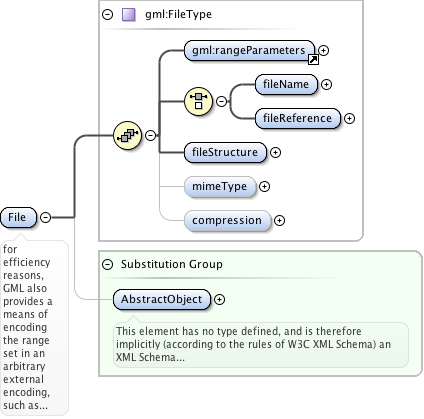 gml:FileType
gml:rangeParameters
fileName
fileReference
fileStructure
mimeType
compression
File
for
efficiency
reasons,
GML also
provides a
means of
encoding
the range
set in an
arbitrary
external
encoding,
such as...
Substitution Group
AbstractObject
This element has no type defined, and is therefore
implicitly (according to the rules of W3C XML Schema) an
XML Schema...